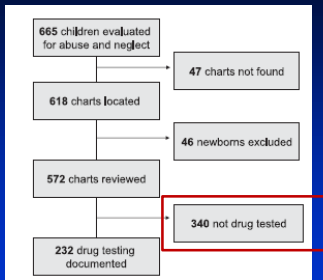 665 children evaluated
for abuse and neglect
47 charts not found
618 charts located
46 newborns excluded
572 charts reviewed
340 not drug tested
232 drug testing
documented